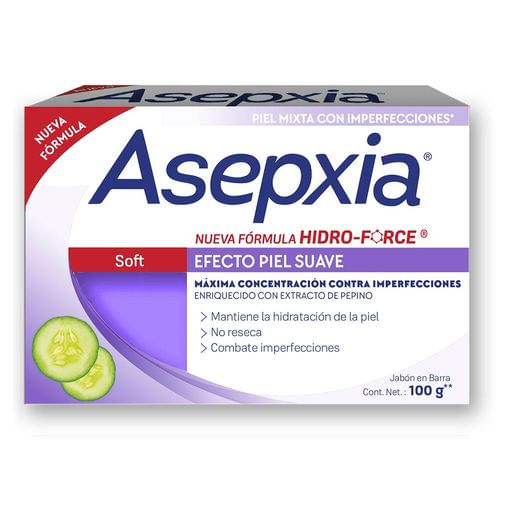 Asepxia
NUEVA
FÓRMULA
PIEL MIXTA CON IMPERFECCIONES*
Asepxia®
NUEVA FÓRMULA HIDRO-FORCE®
Soft
EFECTO PIEL SUAVE
MÁXIMA CONCENTRACIÓN CONTRA IMPERFECCIONES
ENRIQUECIDO CON EXTRACTO DE PEPINO
> Mantiene la hidratación de la piel
> No reseca
> Combate imperfecciones
Jabón en Barra
Cont. Net.: 100 g**